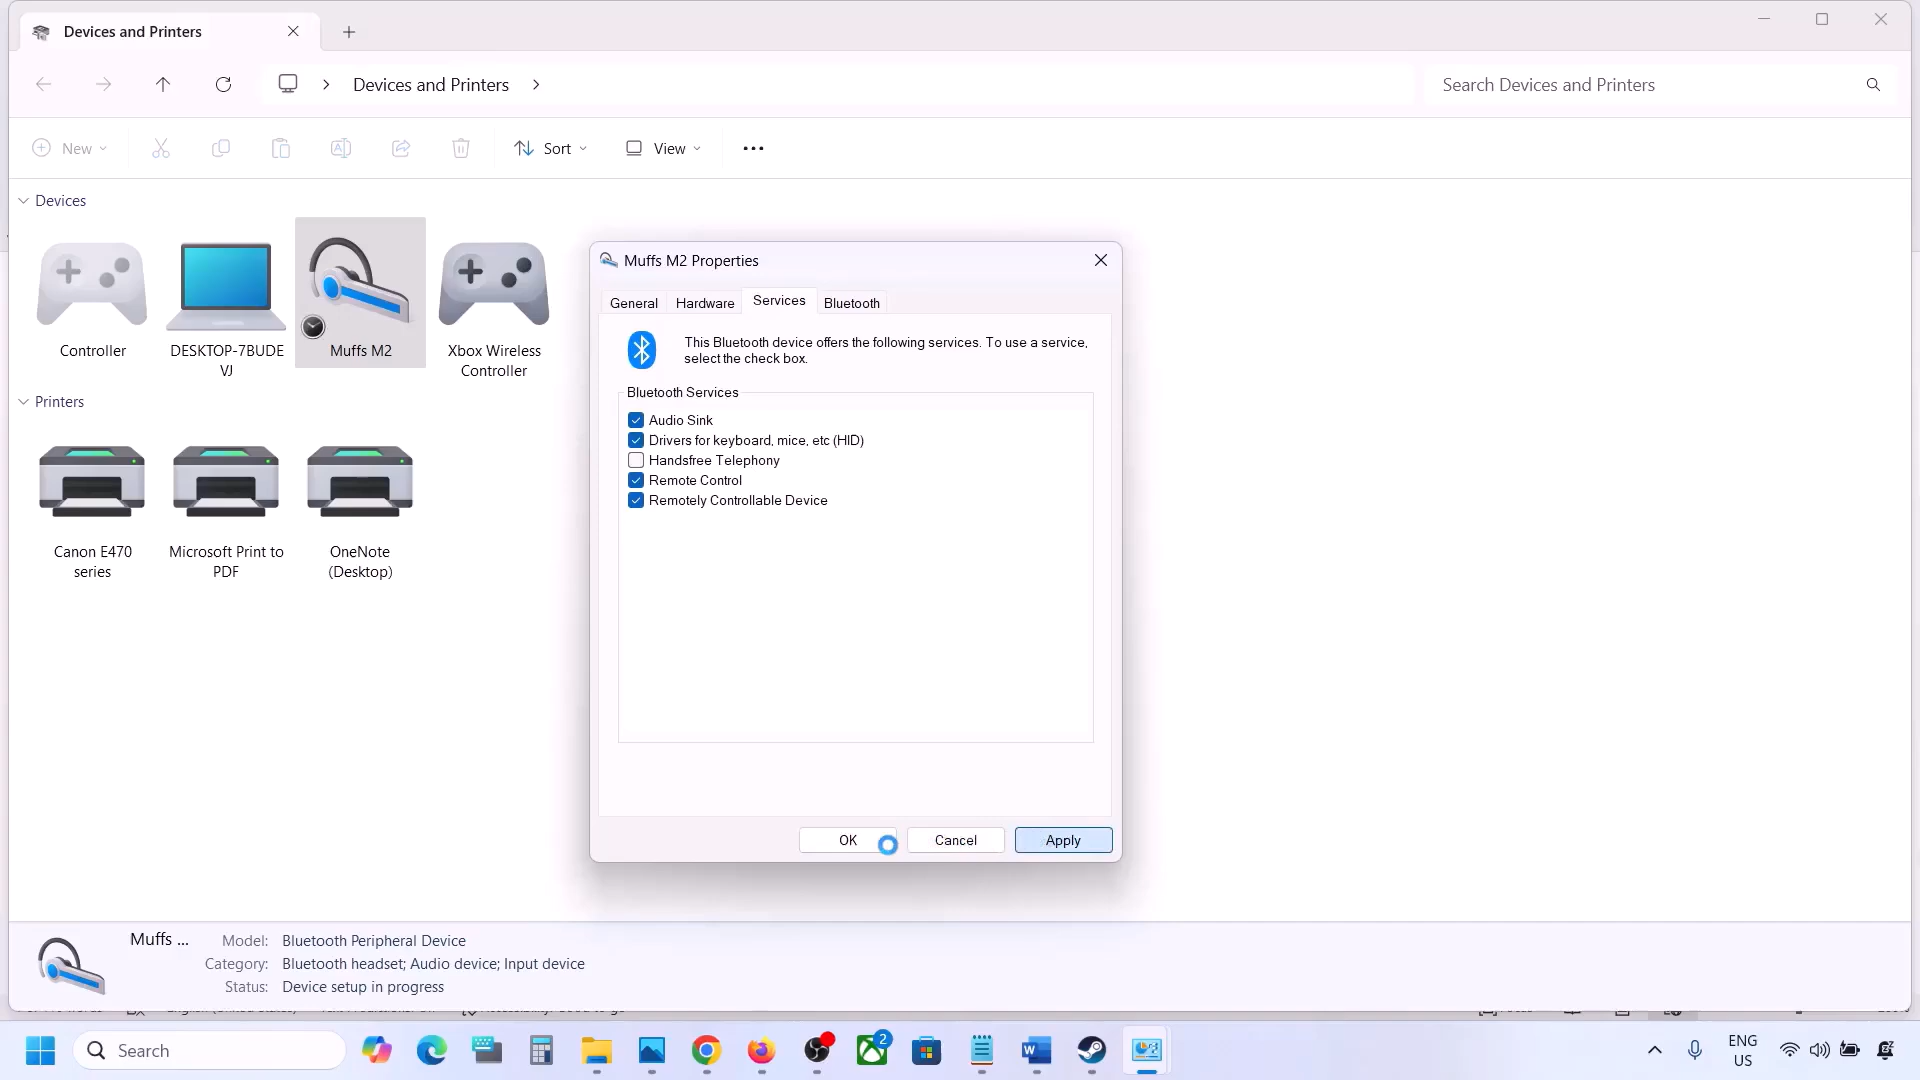 Devices and Printers
Devices and Printers
Search Devices and Printers
New
Sort
View
Devices
Controller
DESKTOP-7BUDE
VJ
Muffs M2
Xbox Wireless
Controller
Printers
Canon E470
series
Microsoft Print to
PDF
OneNote
(Desktop)
Muffs M2 Properties
General
Hardware
Services
Bluetooth
This Bluetooth device offers the following services. To use a service,
select the check box.
Bluetooth Services
Audio Sink
Drivers for keyboard, mice, etc (HID)
Handsfree Telephony
Remote Control
Remotely Controllable Device
OK
Cancel
Apply
Muffs ...
Model: Bluetooth Peripheral Device
Category: Bluetooth headset; Audio device; Input device
Status: Device setup in progress
Search
2
ENG
US